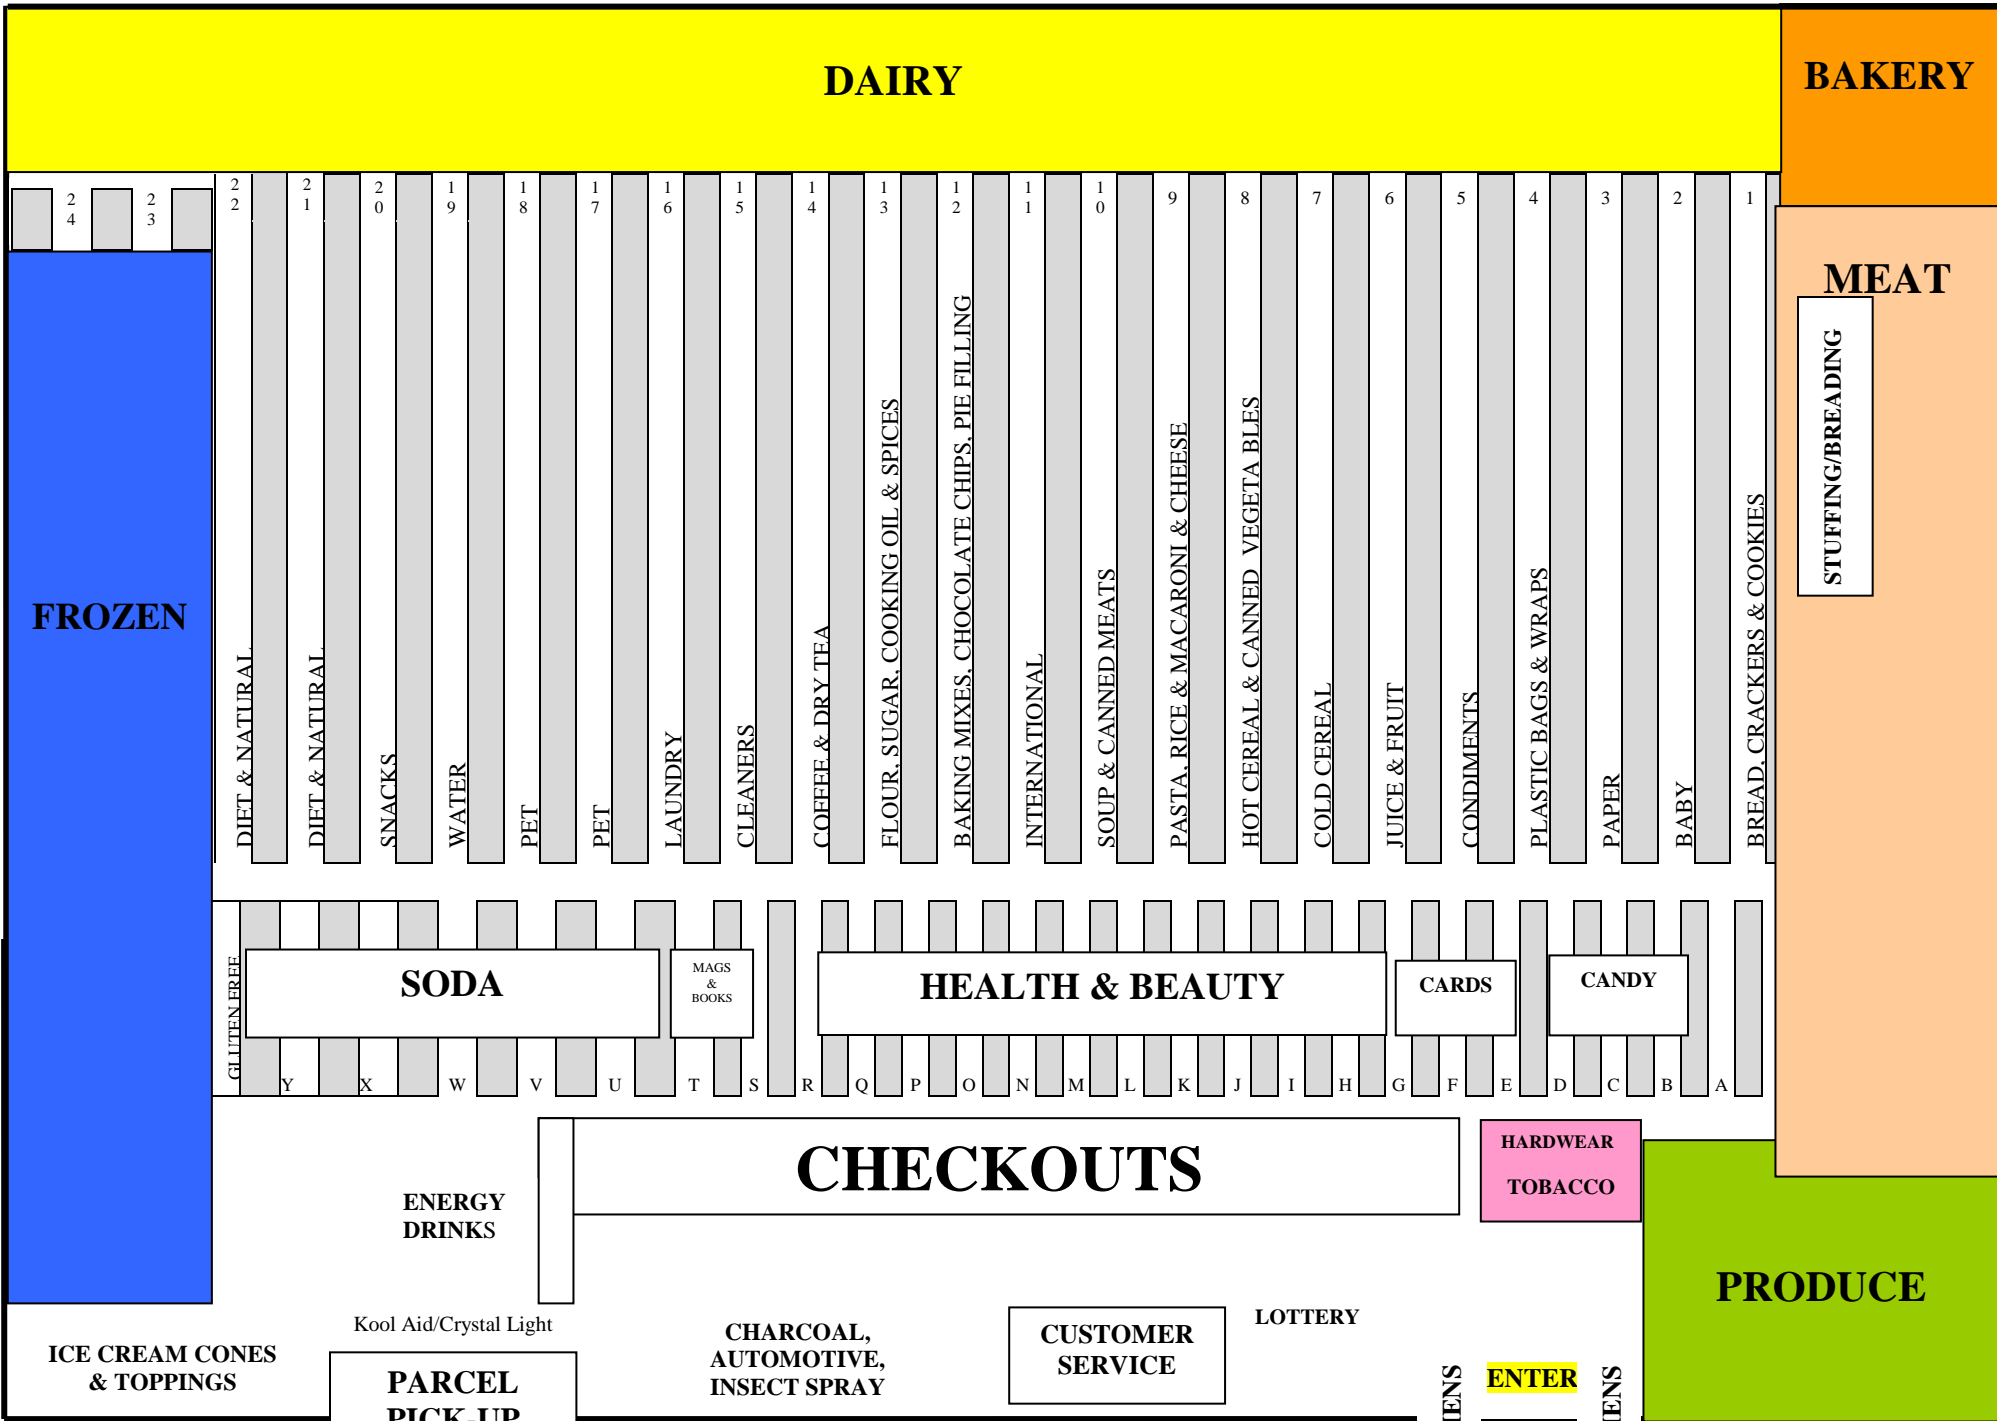 DAIRY
BAKERY
24
23
22
21
20
19
18
17
16
15
14
13
12
11
10
9
8
7
6
5
4
3
2
1
MEAT
STUFFING/BREADING
FROZEN
DIET & NATURAL
DIET & NATURAL
SNACKS
WATER
PET
PET
LAUNDRY
CLEANERS
COFFEE & DRY TEA
FLOUR, SUGAR, COOKING OIL & SPICES
BAKING MIXES, CHOCOLATE CHIPS, PIE FILLING
INTERNATIONAL
SOUP & CANNED MEATS
PASTA, RICE & MACARONI & CHEESE
HOT CEREAL & CANNED VEGETA BLES
COLD CEREAL
JUICE & FRUIT
CONDIMENTS
PLASTIC BAGS & WRAPS
PAPER
BABY
BREAD, CRACKERS & COOKIES
GLUTEN FREE
SODA
MAGS
&
BOOKS
HEALTH & BEAUTY
CARDS
CANDY
Y
X
W
V
U
T
S
R
Q
P
O
N
M
L
K
J
I
H
G
F
E
D
C
B
A
CHECKOUTS
HARDWEAR
TOBACCO
ENERGY
DRINKS
PRODUCE
Kool Aid/Crystal Light
ICE CREAM CONES
& TOPPINGS
PARCEL
PICK-UP
CHARCOAL,
AUTOMOTIVE,
INSECT SPRAY
CUSTOMER
SERVICE
LOTTERY
ENTER